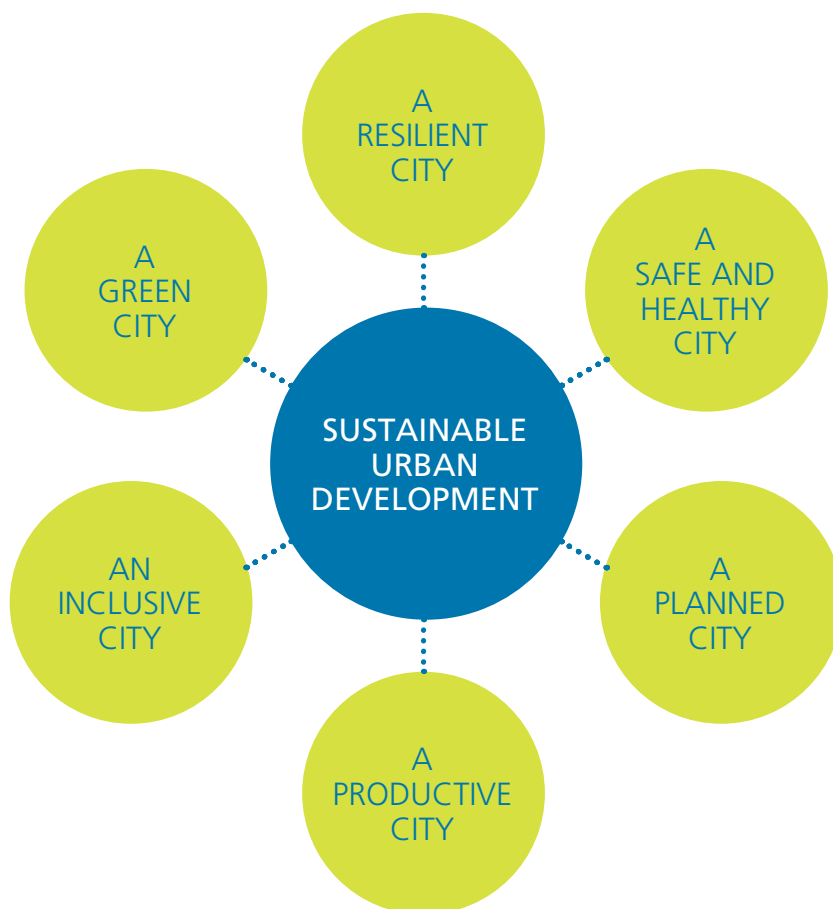 A
RESILIENT
CITY
A
GREEN
CITY
A
SAFE AND
HEALTHY
CITY
SUSTAINABLE
URBAN
DEVELOPMENT
AN
INCLUSIVE
CITY
A
PLANNED
CITY
A
PRODUCTIVE
CITY